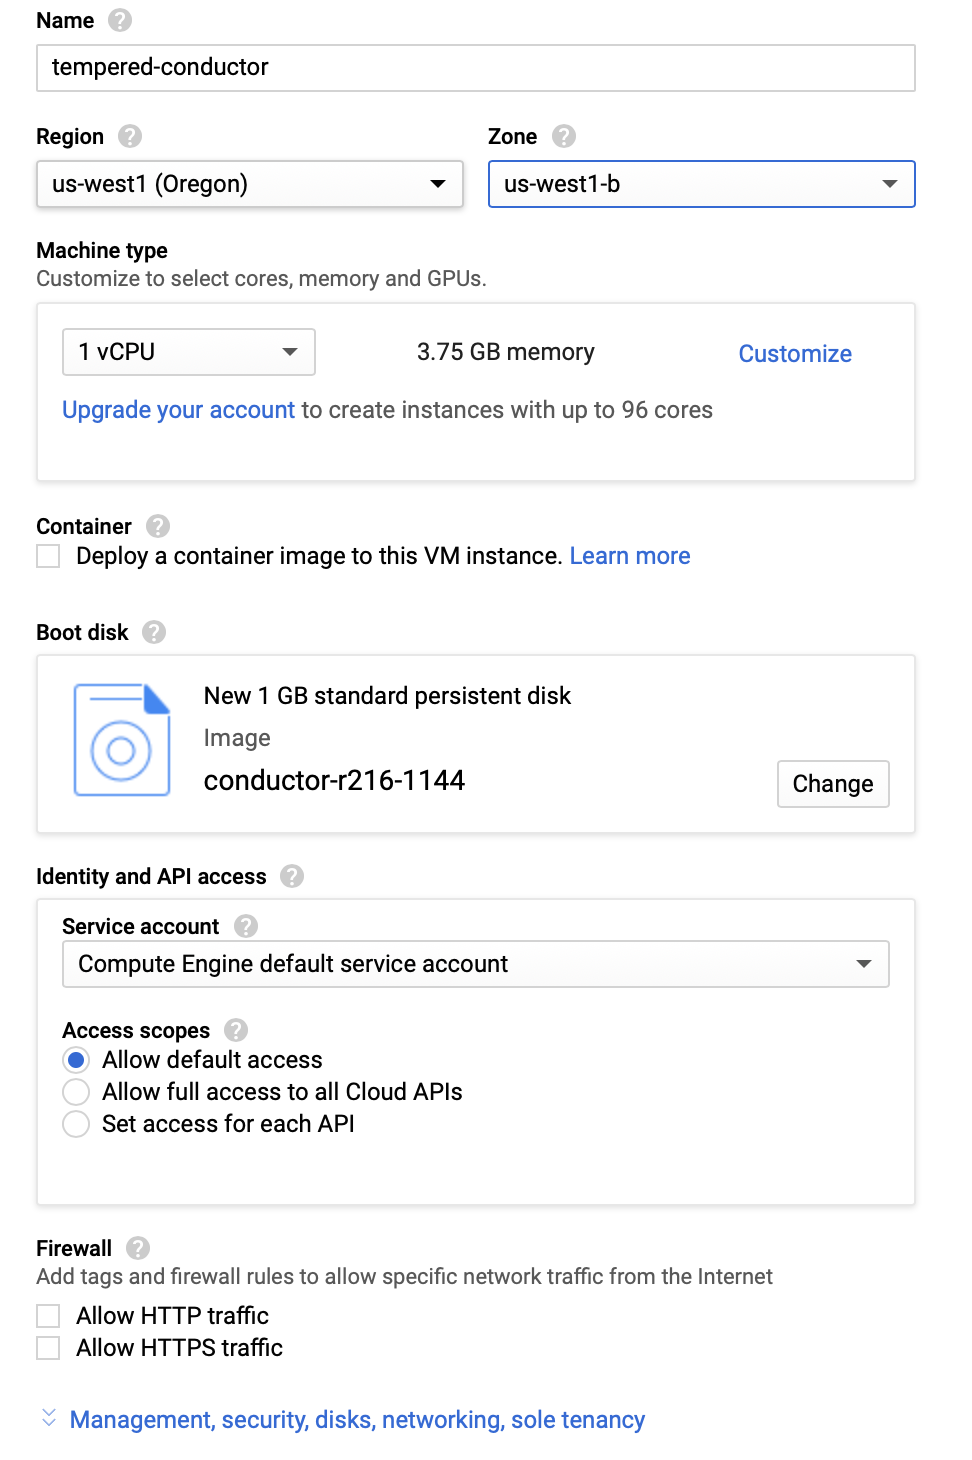 Name
tempered-conductor
Region Zone
us-west1 (Oregon) us-west1-b
Machine type
Customize to select cores, memory and GPUs.
1 vCPU 3.75 GB memory Customize
Upgrade your account to create instances with up to 96 cores
Container
Deploy a container image to this VM instance. Learn more
Boot disk
New 1 GB standard persistent disk
Image
conductor-r216-1144
Change
Identity and API access
Service account
Compute Engine default service account
Access scopes
Allow default access
Allow full access to all Cloud APIs
Set access for each API
Firewall
Add tags and firewall rules to allow specific network traffic from the Internet
Allow HTTP traffic
Allow HTTPS traffic
Management, security, disks, networking, sole tenancy